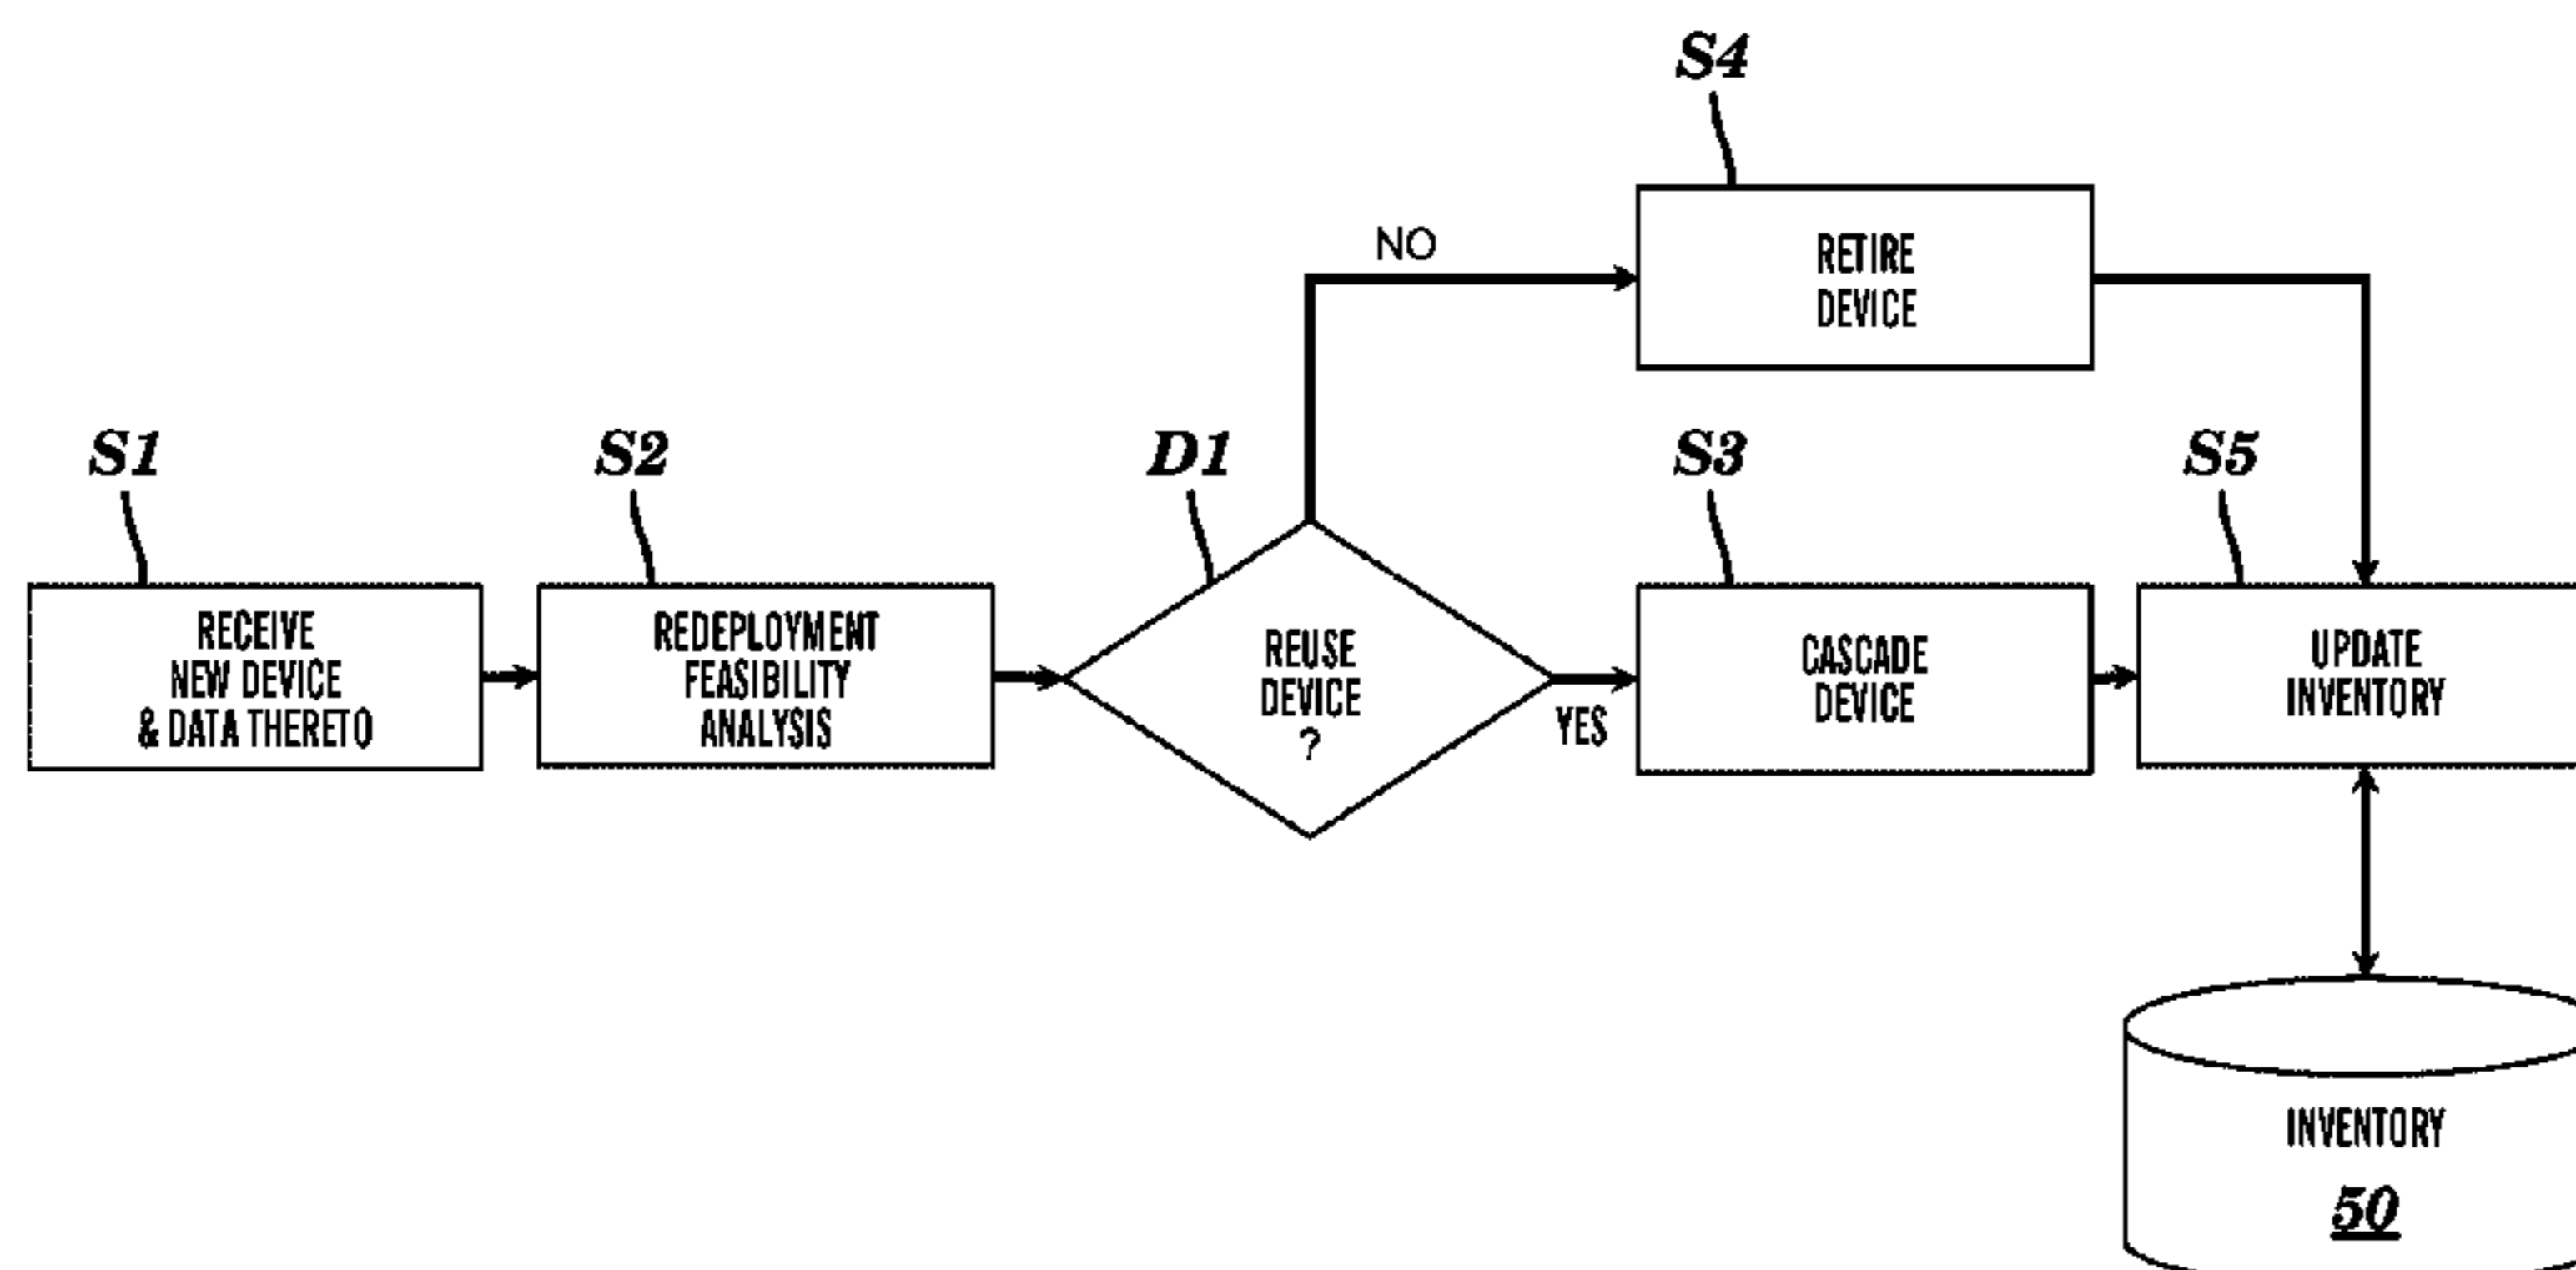 S4
NO
RETIRE
DEVICE
S1
S2
D1
S3
S5
RECEIVE
NEW DEVICE
& DATA THERETO
REDEPLOYMENT
FEASIBILITY
ANALYSIS
REUSE
DEVICE
?
YES
CASCADE
DEVICE
UPDATE
INVENTORY
INVENTORY
50